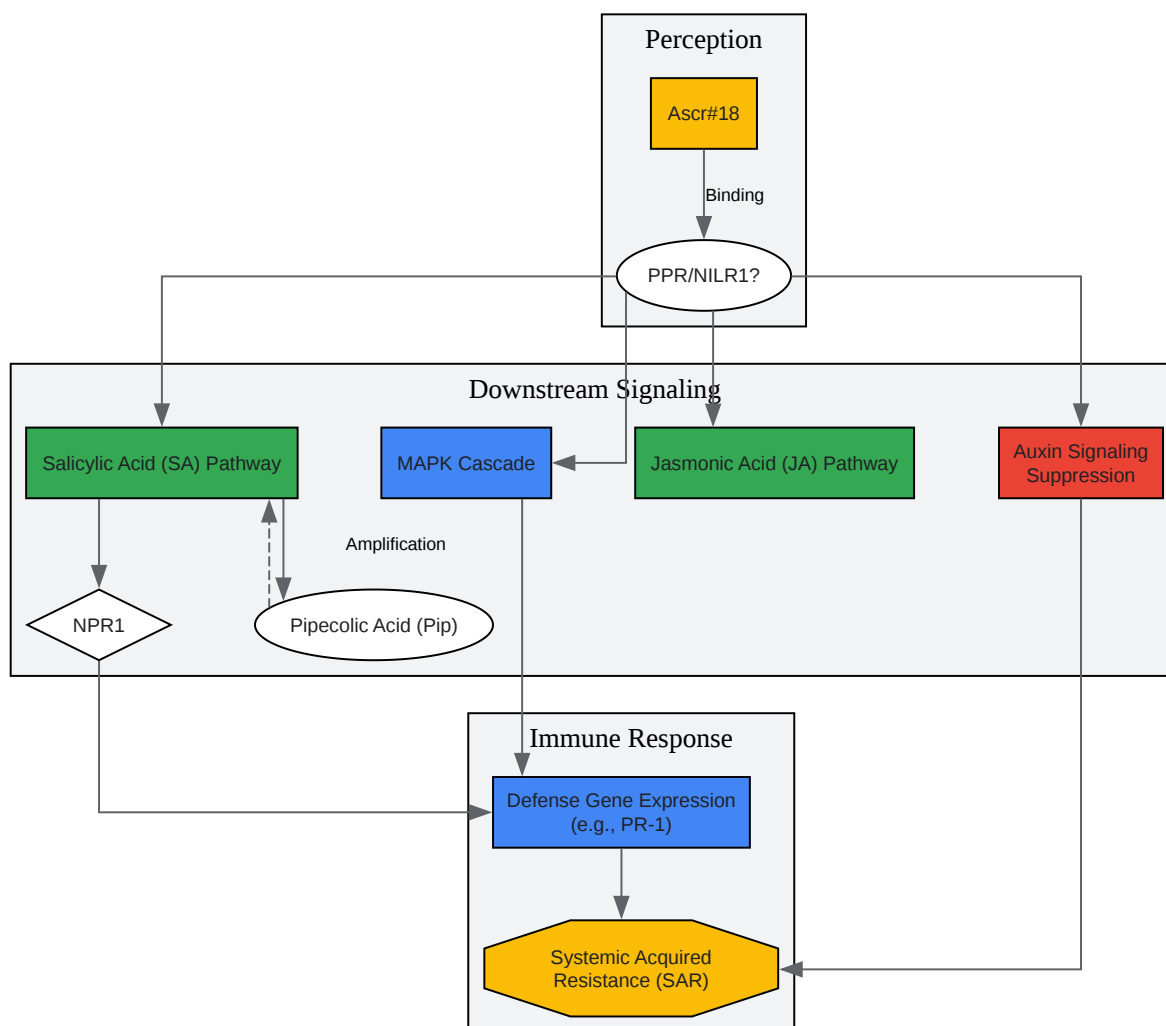 Perception
Ascr#18
Binding
PPR/NILR1?
Downstream Signaling
Salicylic Acid (SA) Pathway
MAPK Cascade
Jasmonic Acid (JA) Pathway
Auxin Signaling
Suppression
Amplification
NPR1
Pipecolic Acid (Pip)
Immune Response
Defense Gene Expression
(e.g., PR-1)
Systemic Acquired
Resistance (SAR)